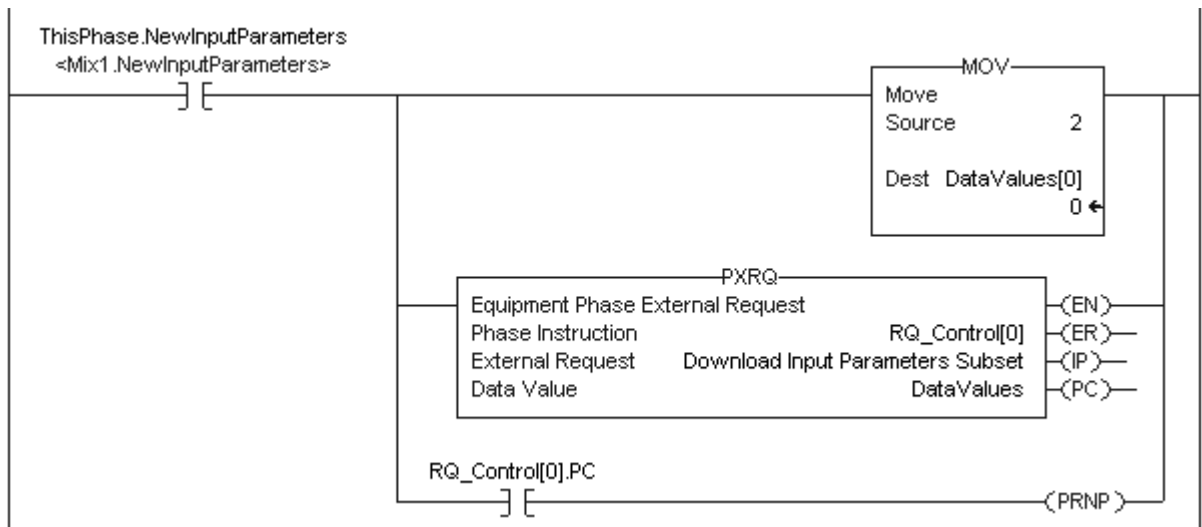 ThisPhase.NewInputParameters
<Mix1.NewInputParameters>
MOV
Move
Source 2
Dest DataValues[0]
0
PXRQ
Equipment Phase External Request (EN)
Phase Instruction RQ_Control[0] (ER)
External Request Download Input Parameters Subset (IP)
Data Value DataValues (PC)
RQ_Control[0].PC
(PRNP)